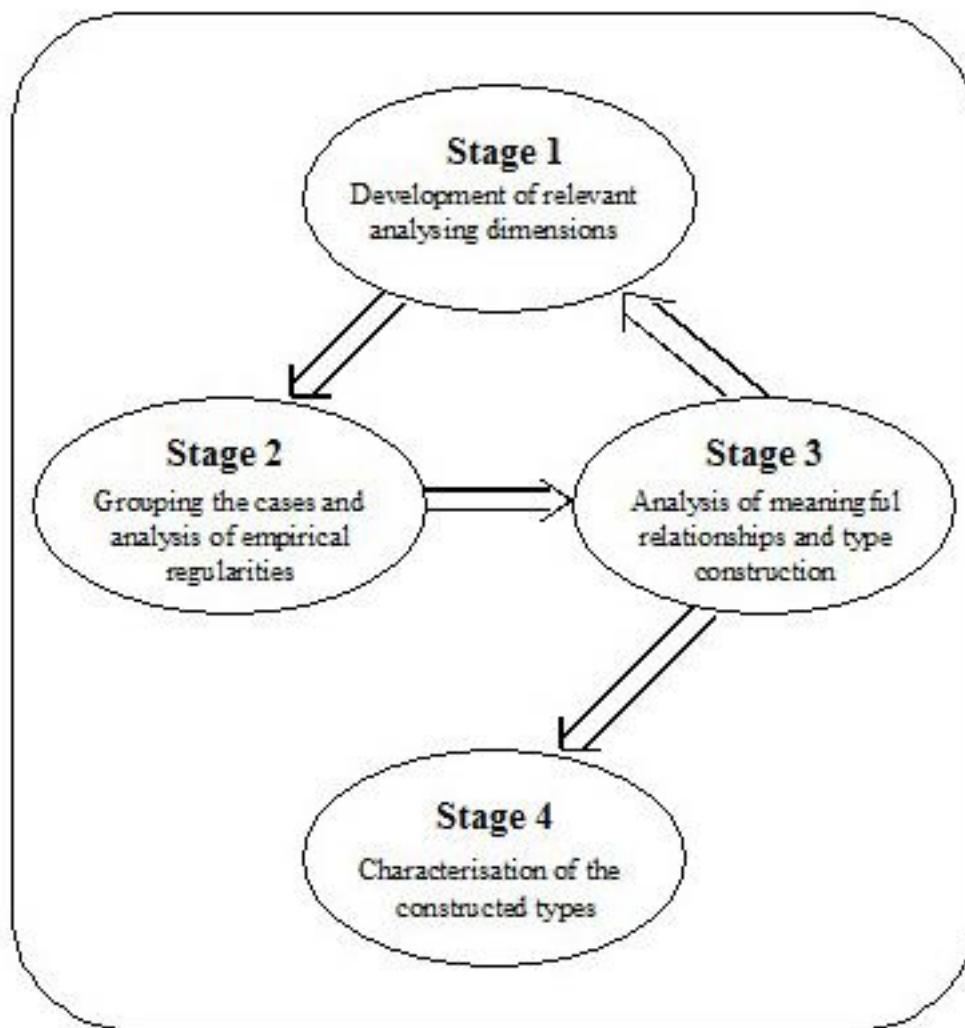 Stage 1
Development of relevant
analysing dimensions
Stage 2
Grouping the cases and
analysis of empirical
regularities
Stage 3
Analysis of meaningful
relationships and type
construction
Stage 4
Characterisation of the
constructed types